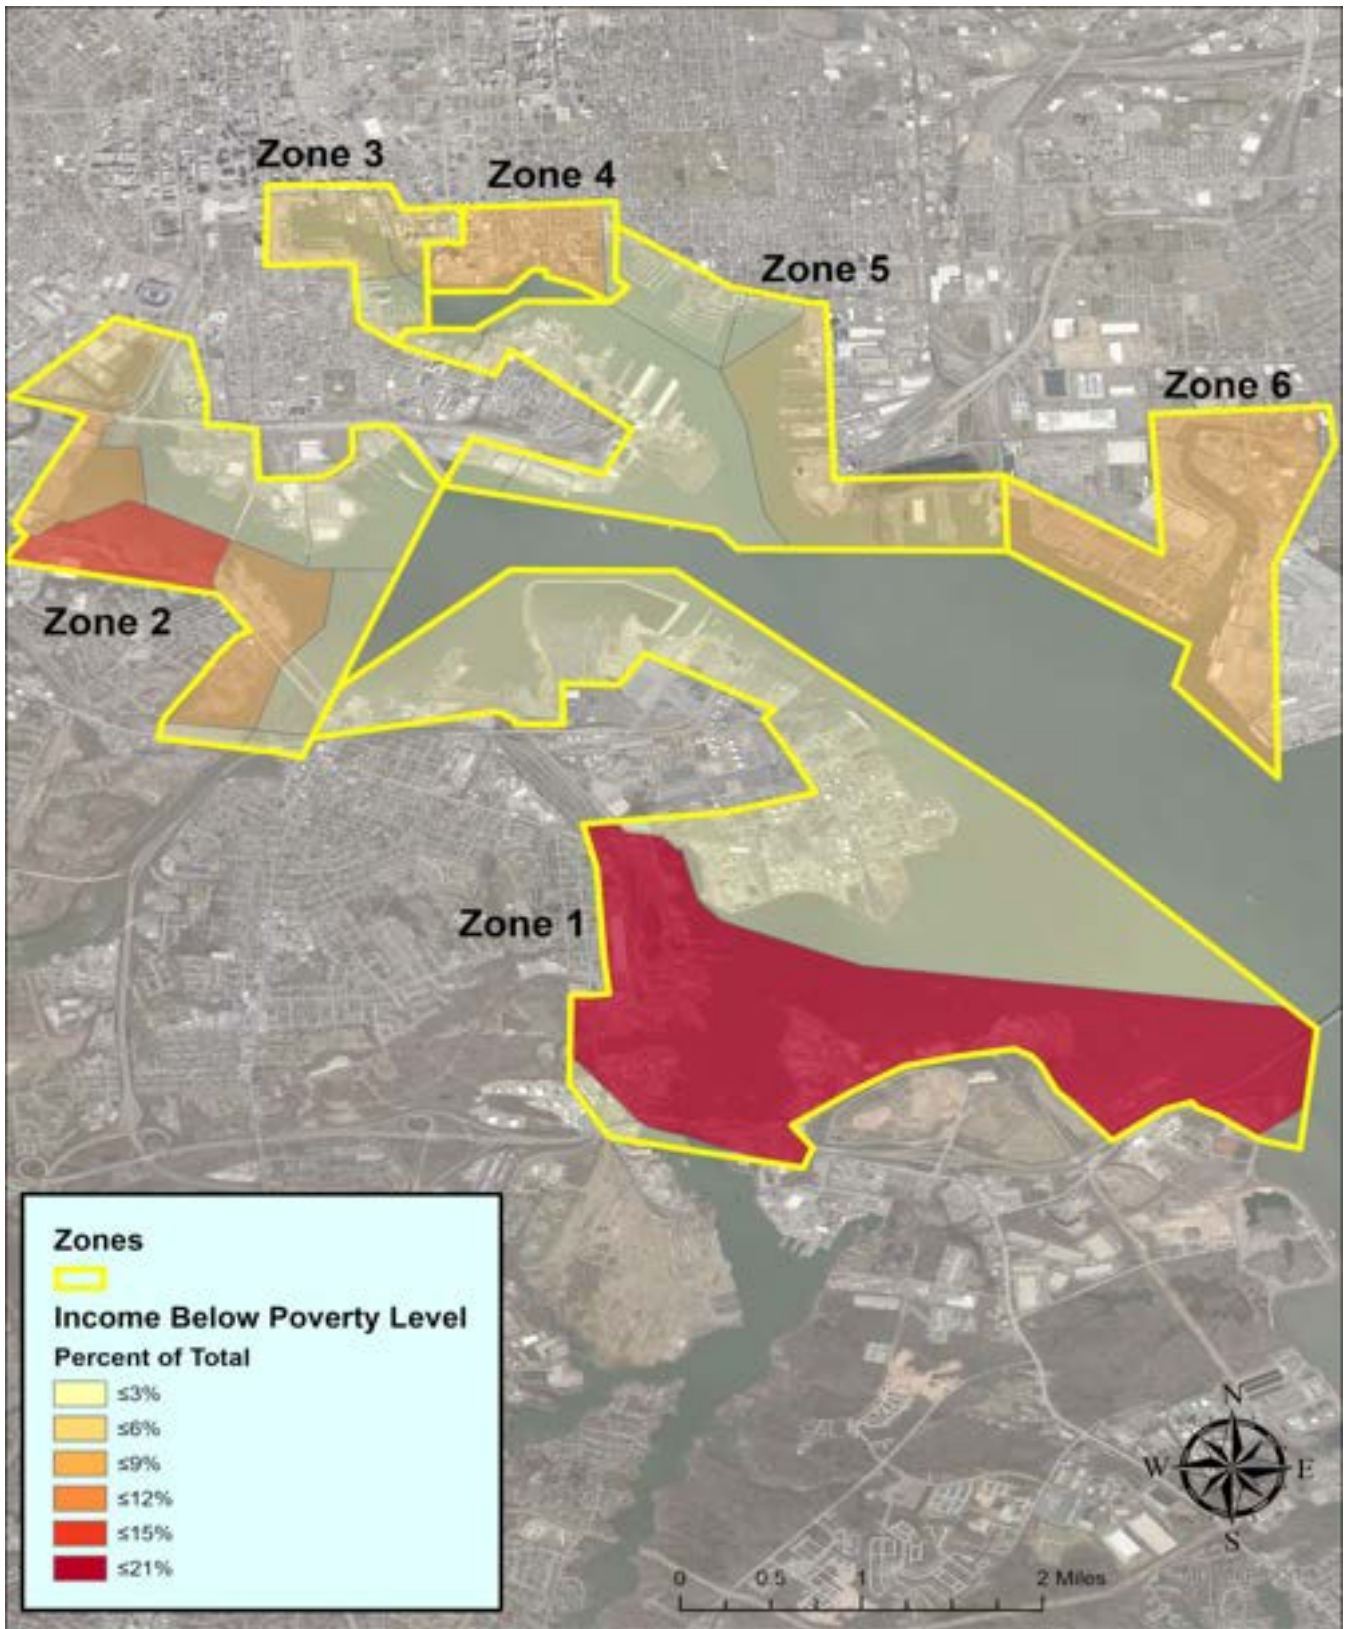 Zone 3
Zone 4
Zone 5
Zone 6
Zone 2
Zone 1
Zones
Income Below Poverty Level
Percent of Total
≤3%
≤6%
≤9%
≤12%
≤15%
≤21%
N
W E
S
0 0.5 1 2 Miles